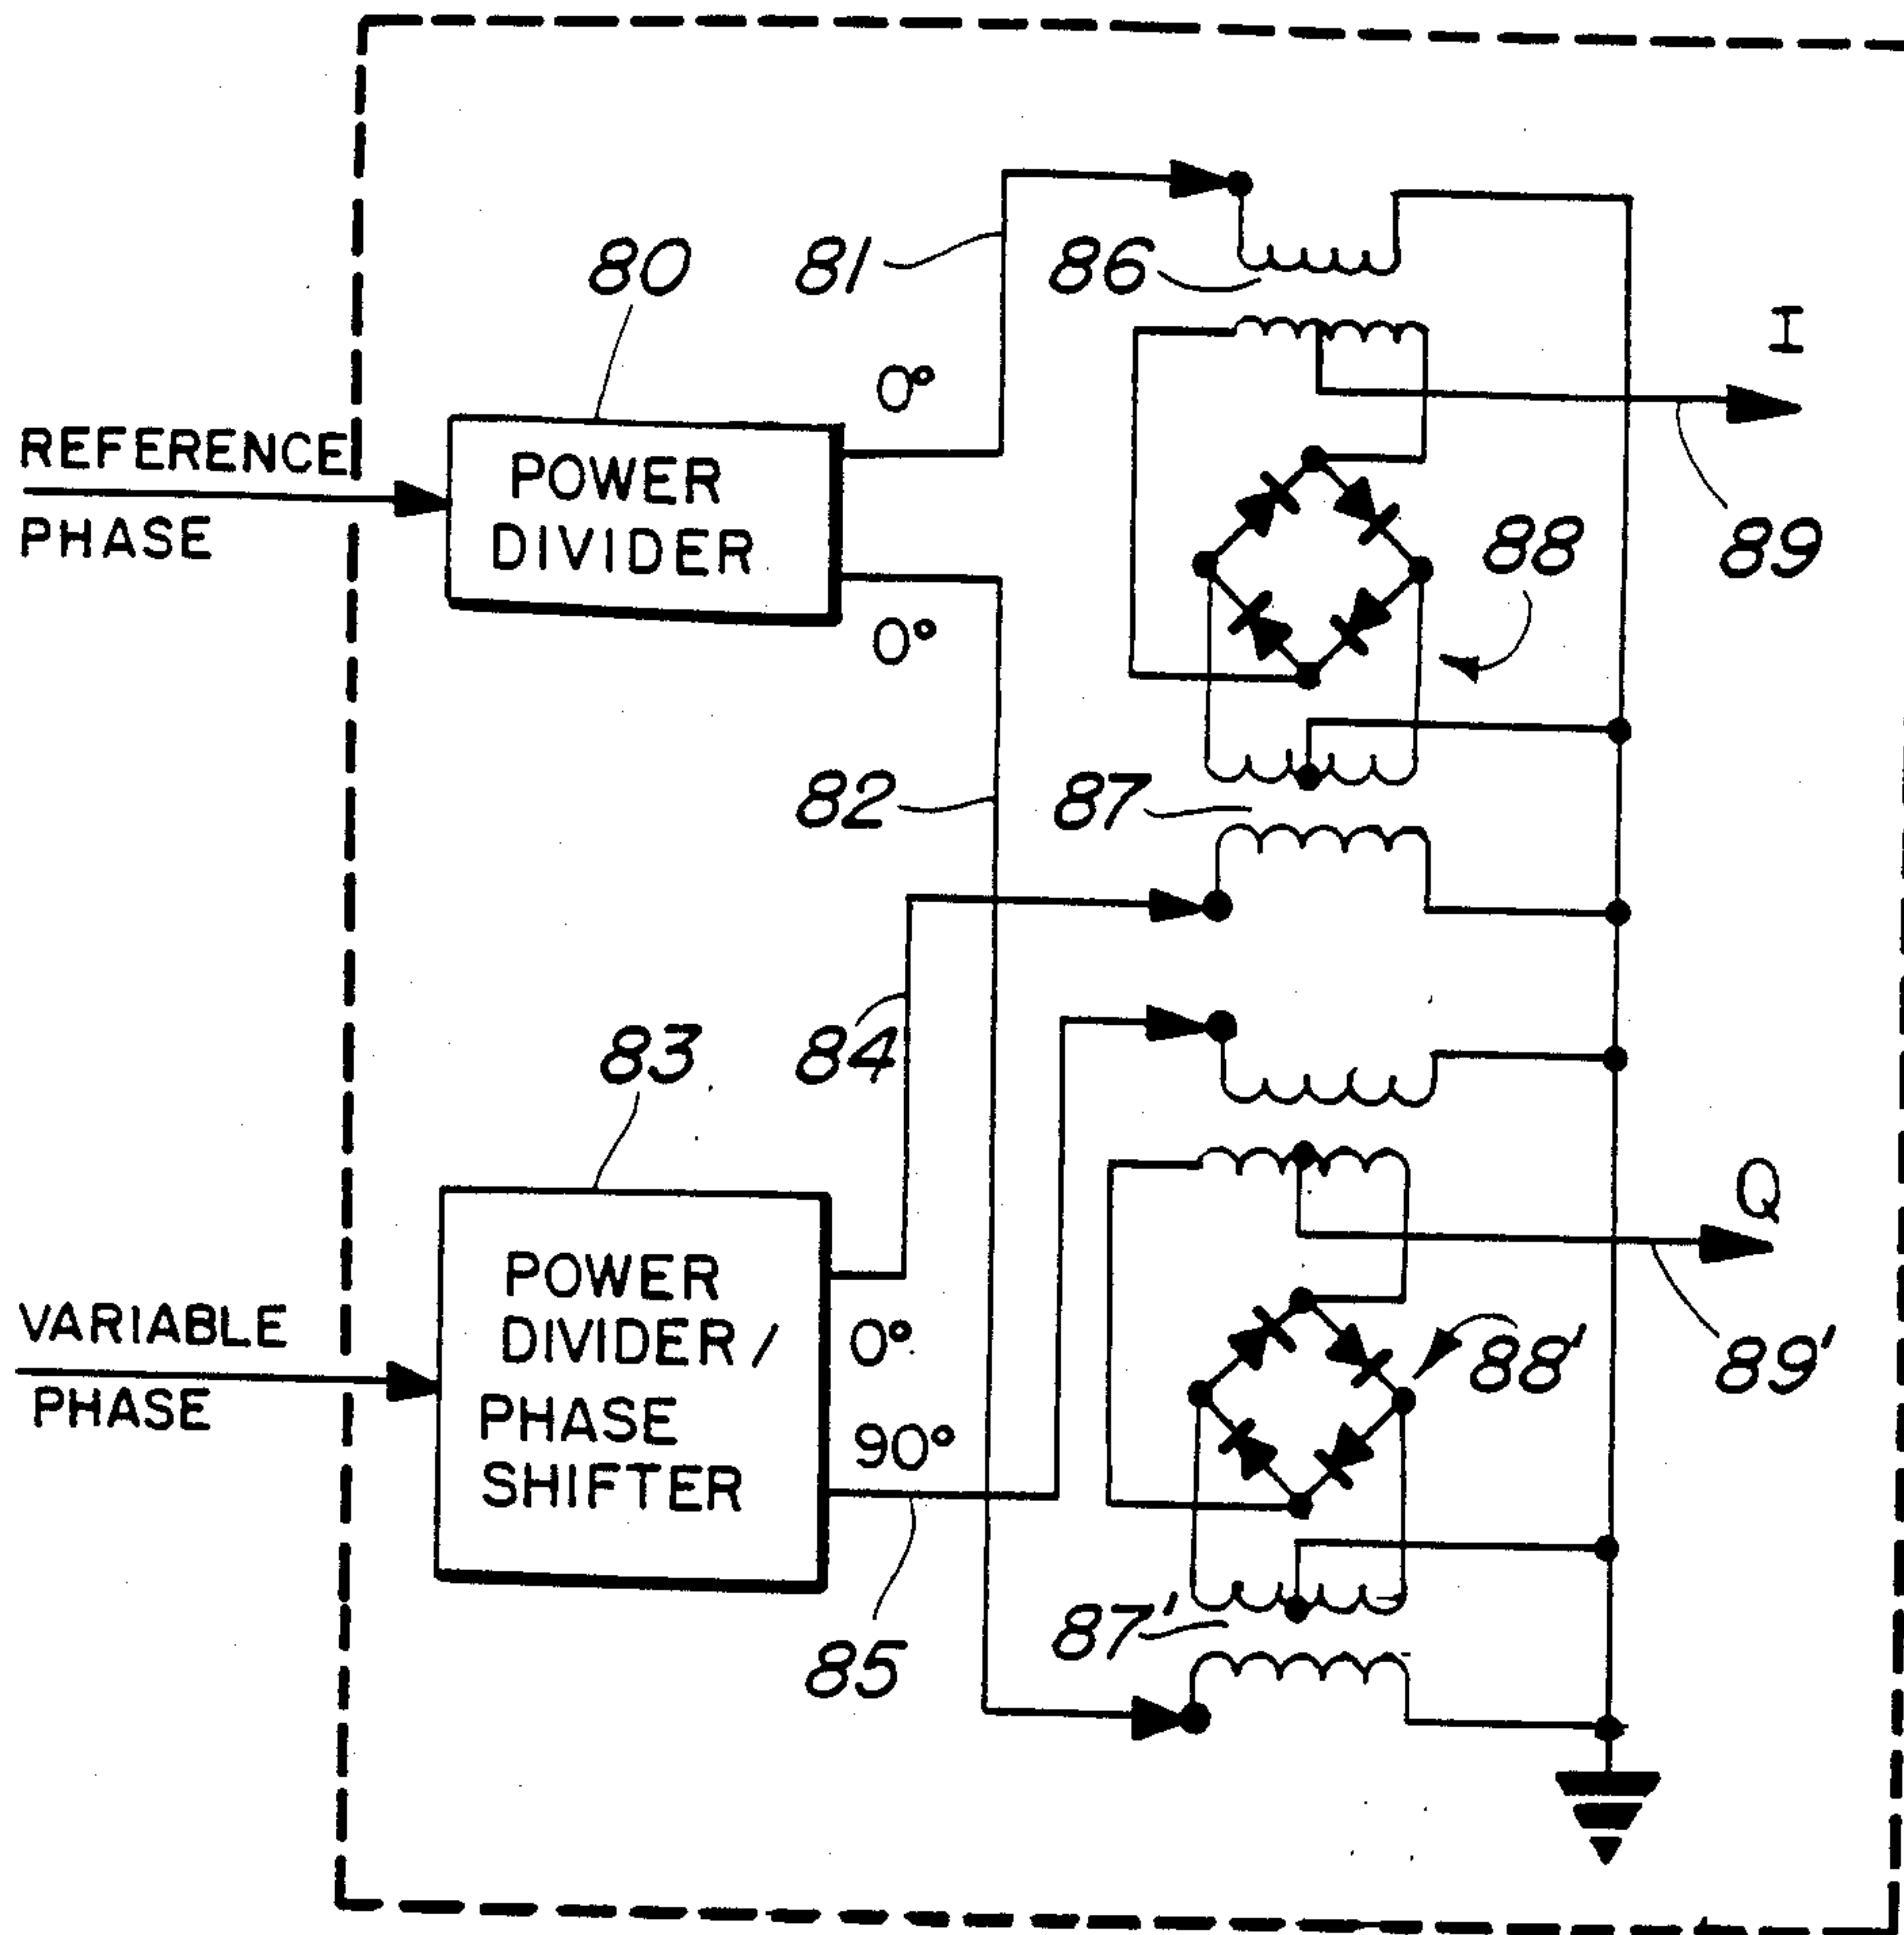 81
86
80
I
0°
REFERENCE
PHASE
POWER
DIVIDER
88
89
0°
82
87
84
83
Q
POWER
DIVIDER /
PHASE
SHIFTER
VARIABLE
PHASE
0°
90°
88'
89'
87'
85